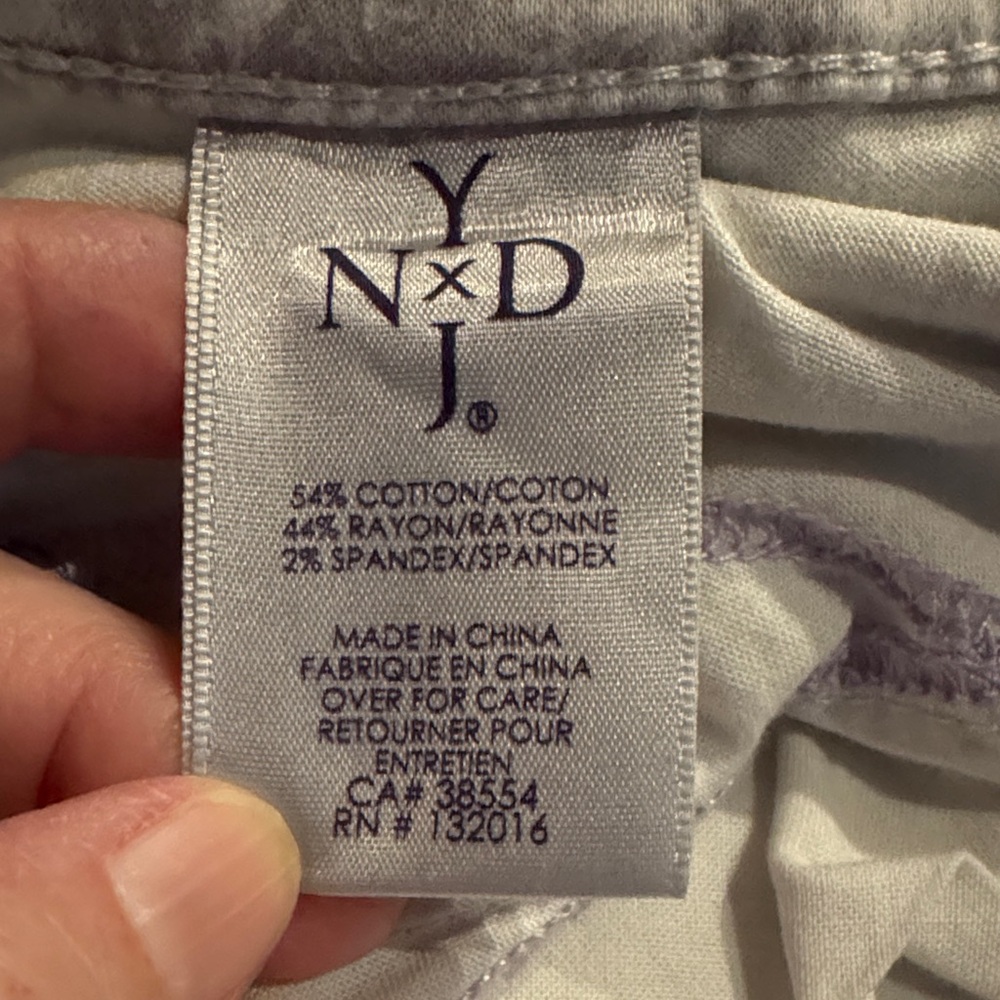 Y
N X D
J.®
54% COTTON/COTON
44% RAYON/RAYONNE
2% SPANDEX/SPANDEX
MADE IN CHINA
FABRIQUE EN CHINA
OVER FOR CARE/
RETOURNER POUR
ENTRETIEN
CA# 38554
RN # 132016